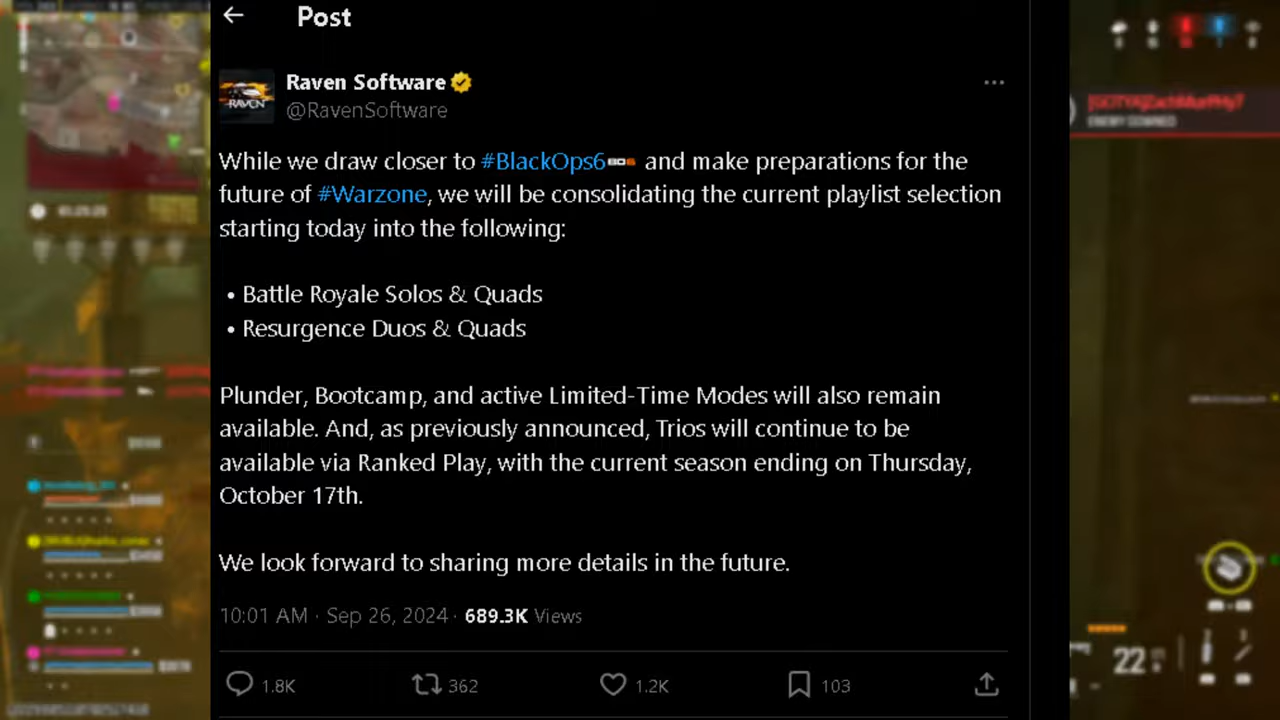 Post
Raven Software
@RavenSoftware
While we draw closer to #BlackOps6 and make preparations for the
future of #Warzone, we will be consolidating the current playlist selection
starting today into the following:
• Battle Royale Solos & Quads
• Resurgence Duos & Quads
Plunder, Bootcamp, and active Limited-Time Modes will also remain
available. And, as previously announced, Trios will continue to be
available via Ranked Play, with the current season ending on Thursday,
October 17th.
We look forward to sharing more details in the future.
10:01 AM · Sep 26, 2024 · 689.3K Views
1.8K 362 1.2K 103
ENEMY DOWNED
22